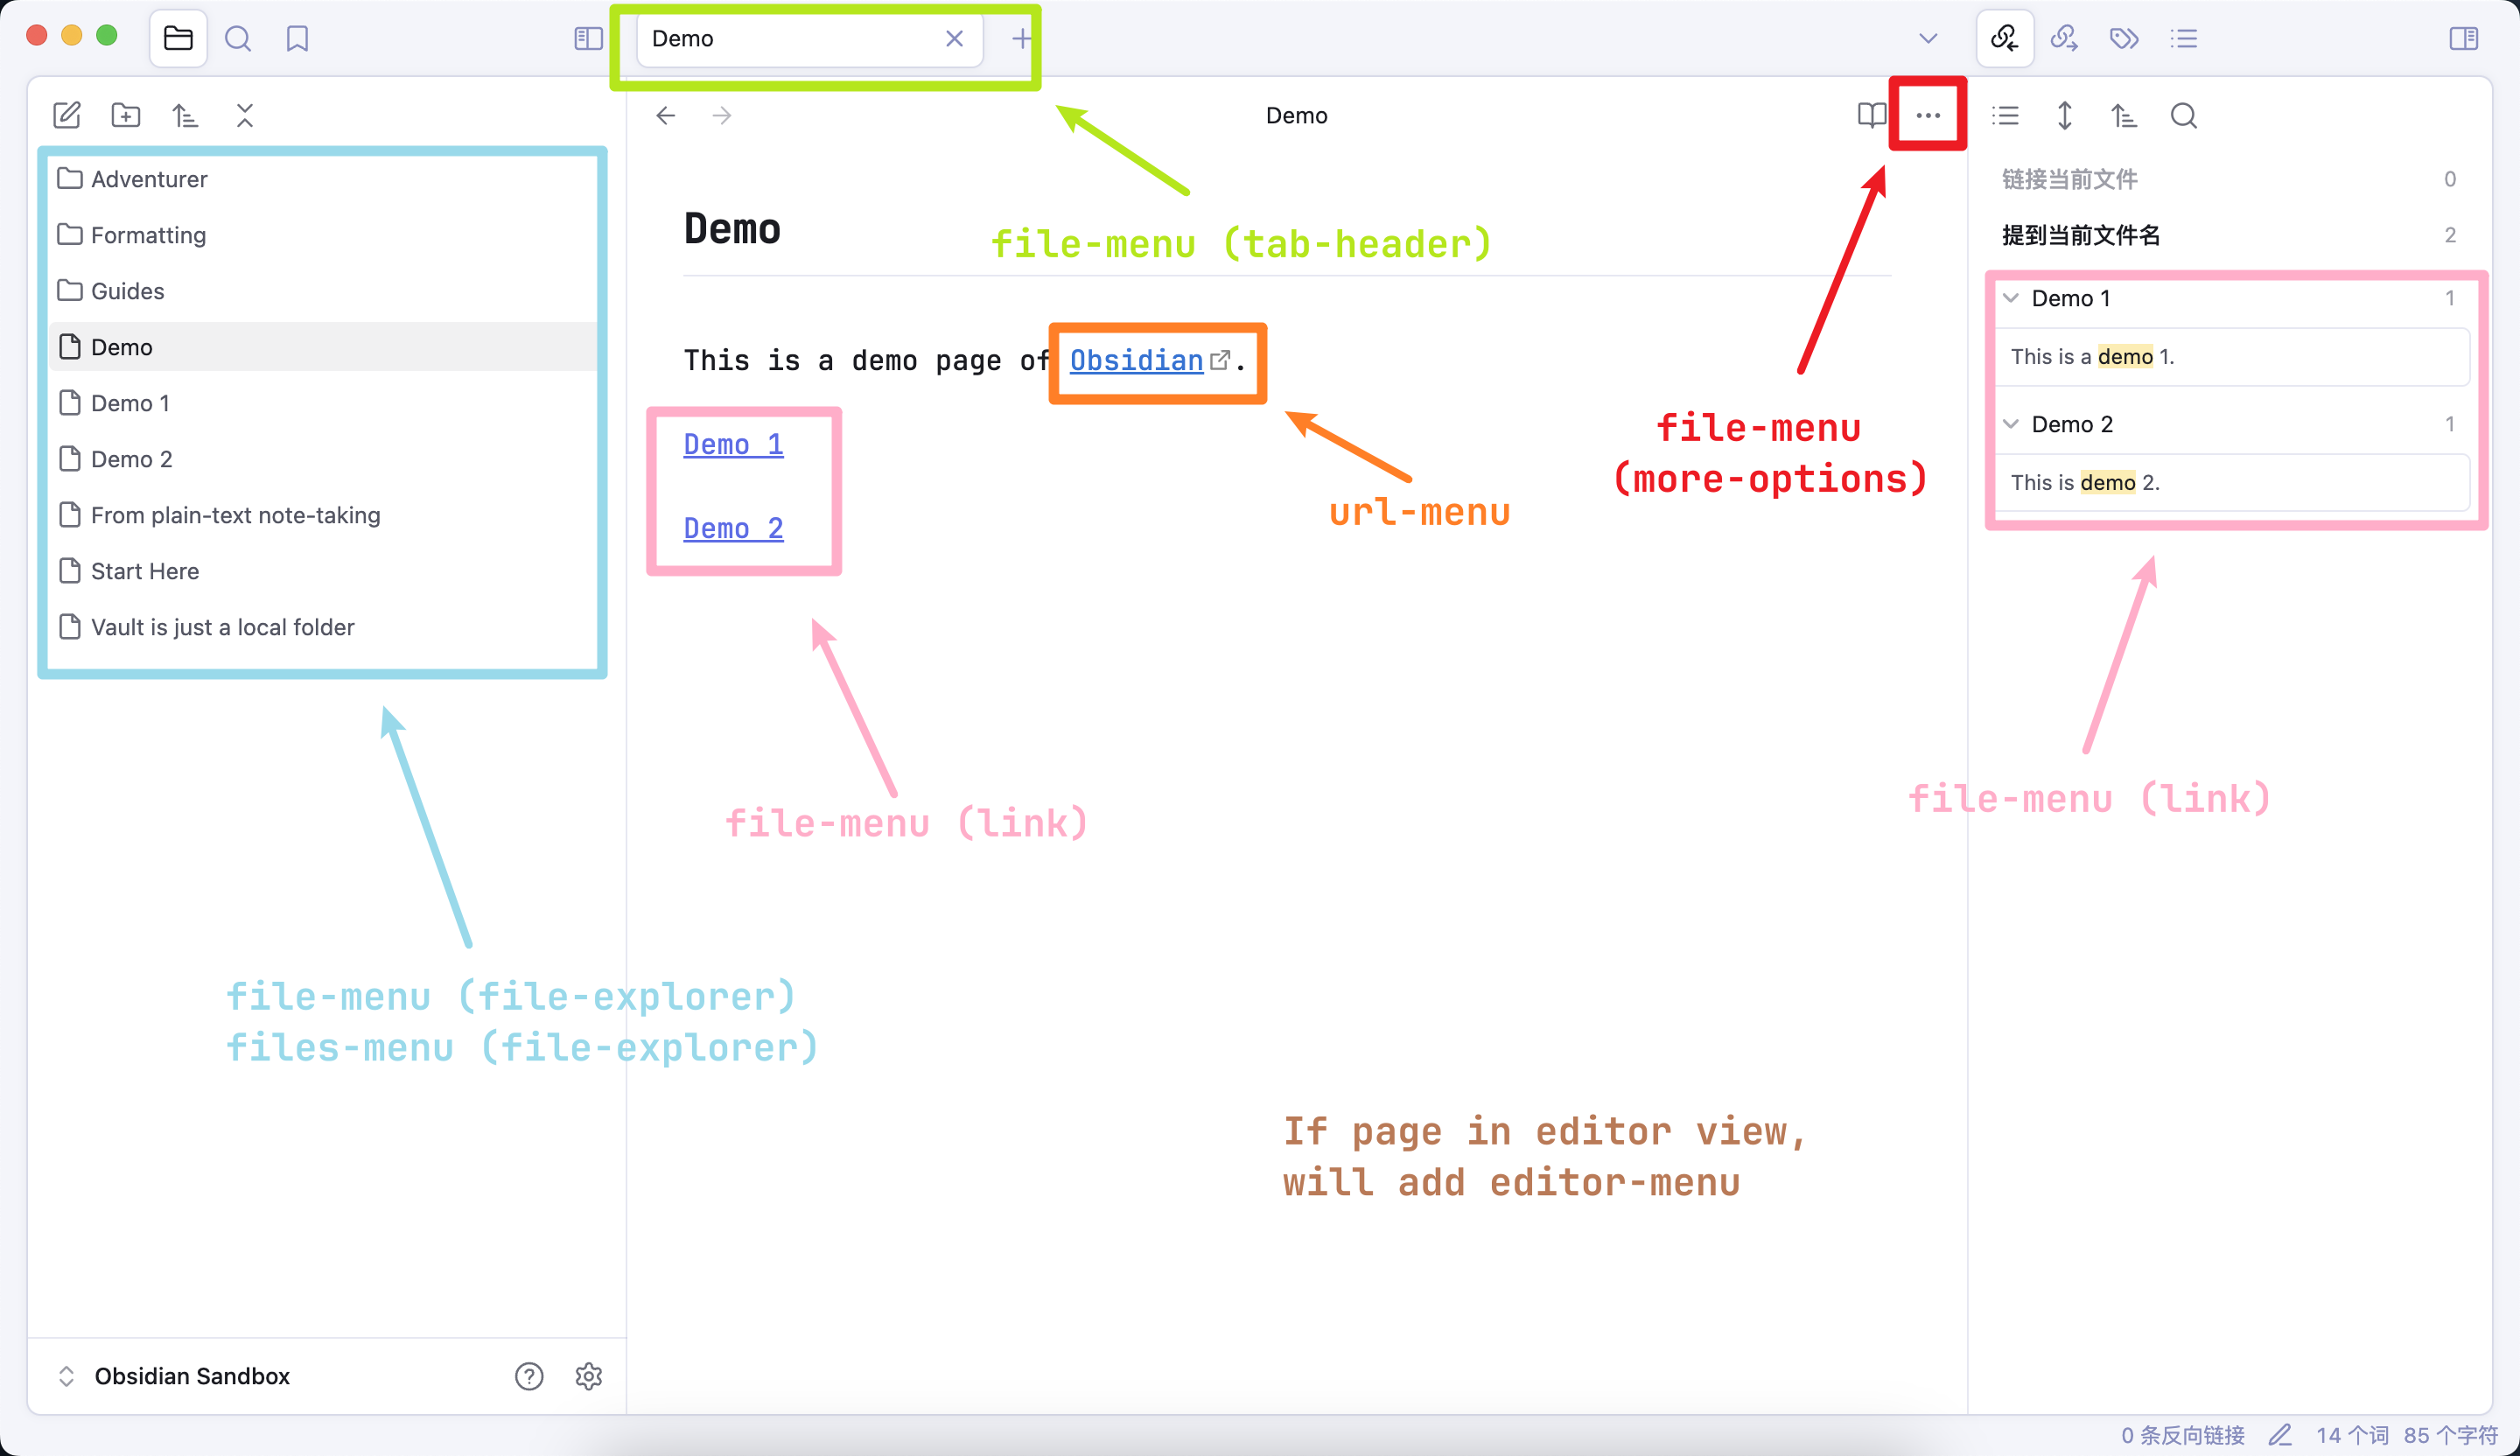 Demo
Adventurer
Formatting
Guides
Demo
Demo 1
Demo 2
From plain-text note-taking
Start Here
Vault is just a local folder
file-menu (file-explorer)
files-menu (file-explorer)
Obsidian Sandbox
Demo
Demo
file-menu (tab-header)
This is a demo page of Obsidian.
Demo 1
Demo 2
url-menu
file-menu
(more-options)
file-menu (link)
If page in editor view,
will add editor-menu
链接当前文件 0
提到当前文件名 2
Demo 1 1
This is a demo 1.
Demo 2 1
This is demo 2.
file-menu (link)
0 条反向链接 14 个词 85 个字符